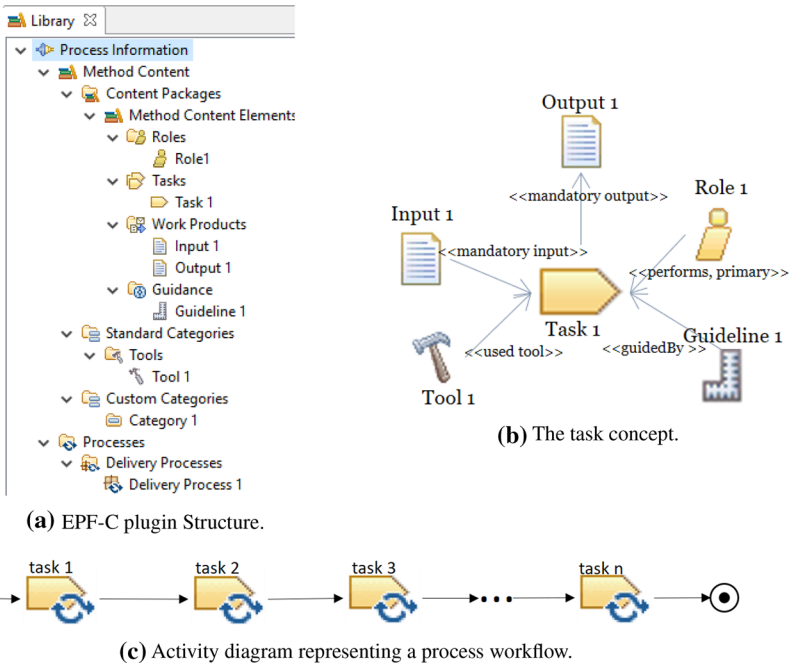 Library
Process Information
Method Content
Content Packages
Method Content Elements
Roles
Role1
Tasks
Task 1
Work Products
Input 1
Output 1
Guidance
Guideline 1
Standard Categories
Tools
Tool 1
Custom Categories
Category 1
Processes
Delivery Processes
Delivery Process 1
(a) EPF-C plugin Structure.
Output 1
<<mandatory output>>
Role 1
Input 1
<<mandatory input>>
<<performs, primary>>
Task 1
Guideline 1
<<used tool>>
<<guidedBy >>
Tool 1
(b) The task concept.
task 1
task 2
task 3
task n
(c) Activity diagram representing a process workflow.